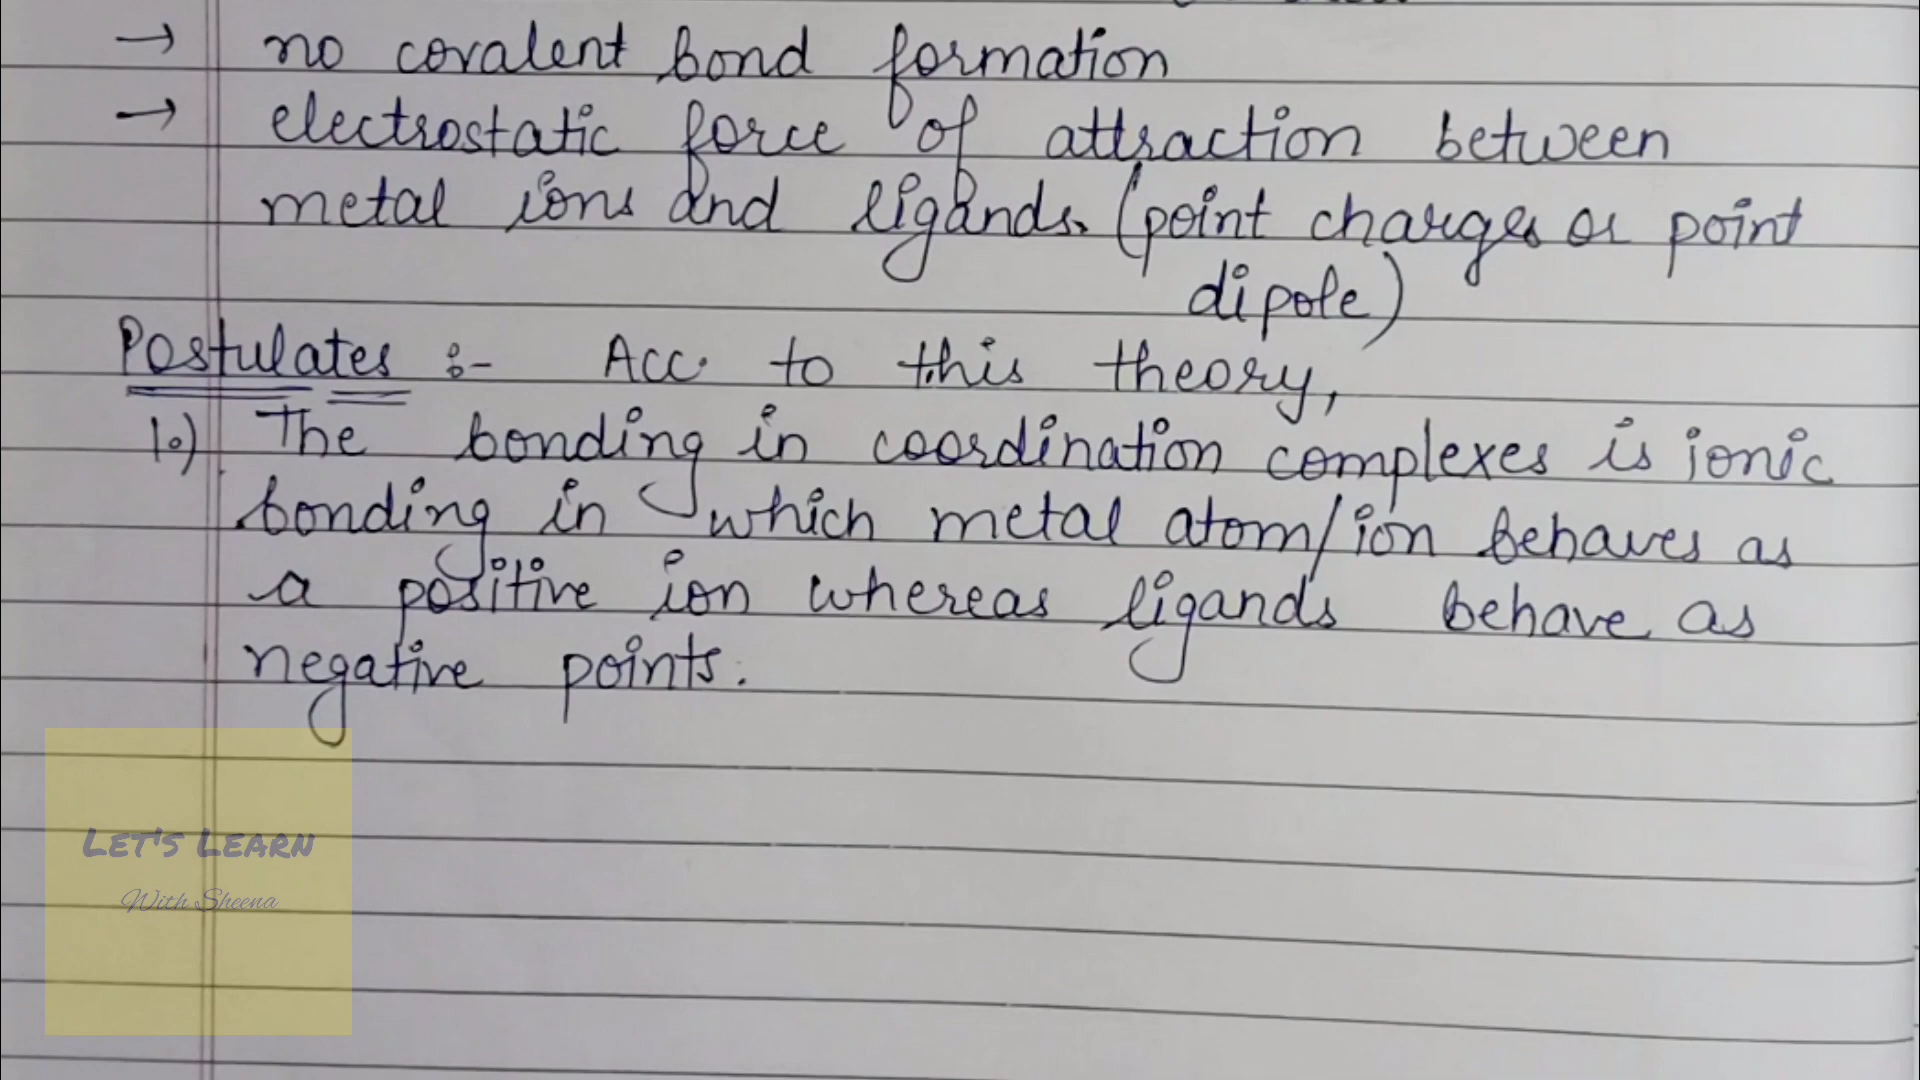 → no covalent bond formation
→ electrostatic force of attraction between
metal ions and ligands. (point charges or point
dipole)
Postulates :- Acc. to this theory,
1.) The bonding in coordination complexes is ionic
bonding in which metal atom/ion behaves as
a positive ion whereas ligands behave as
negative points.
LET'S LEARN
With Sheena